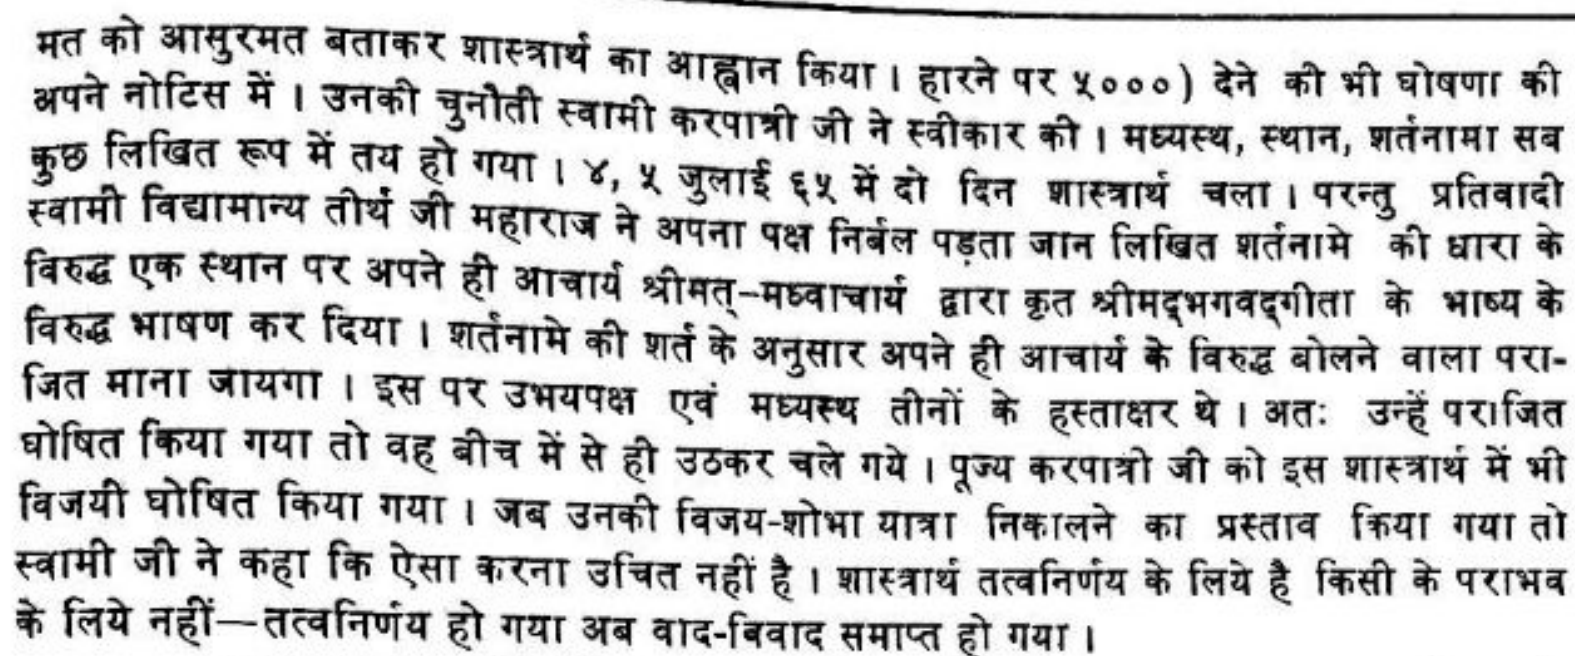 मत को आसुरमत बताकर शास्त्रार्थ का आह्वान किया । हारने पर ५०००) देने की भी घोषणा की
अपने नोटिस में । उनकी चुनौती स्वामी करपात्री जी ने स्वीकार की । मध्यस्थ, स्थान, शर्तनामा सब
कुछ लिखित रूप में तय हो गया । ४, ५ जुलाई ६५ में दो दिन शास्त्रार्थ चला । परन्तु प्रतिवादी
स्वामी विद्यामान्य तीर्थ जी महाराज ने अपना पक्ष निर्बल पड़ता जान लिखित शर्तनामे की धारा के
विरुद्ध एक स्थान पर अपने ही आचार्य श्रीमत्-मध्वाचार्य द्वारा कृत श्रीमद्भगवद्गीता के भाष्य के
विरुद्ध भाषण कर दिया । शर्तनामे की शर्त के अनुसार अपने ही आचार्य के विरुद्ध बोलने वाला परा-
जित माना जायगा । इस पर उभयपक्ष एवं मध्यस्थ तीनों के हस्ताक्षर थे । अतः उन्हें पराजित
घोषित किया गया तो वह बीच में से ही उठकर चले गये । पूज्य करपात्री जी को इस शास्त्रार्थ में भी
विजयी घोषित किया गया । जब उनकी विजय-शोभा यात्रा निकालने का प्रस्ताव किया गया तो
स्वामी जी ने कहा कि ऐसा करना उचित नहीं है । शास्त्रार्थ तत्वनिर्णय के लिये है किसी के पराभव
के लिये नहीं—तत्वनिर्णय हो गया अब वाद-विवाद समाप्त हो गया ।